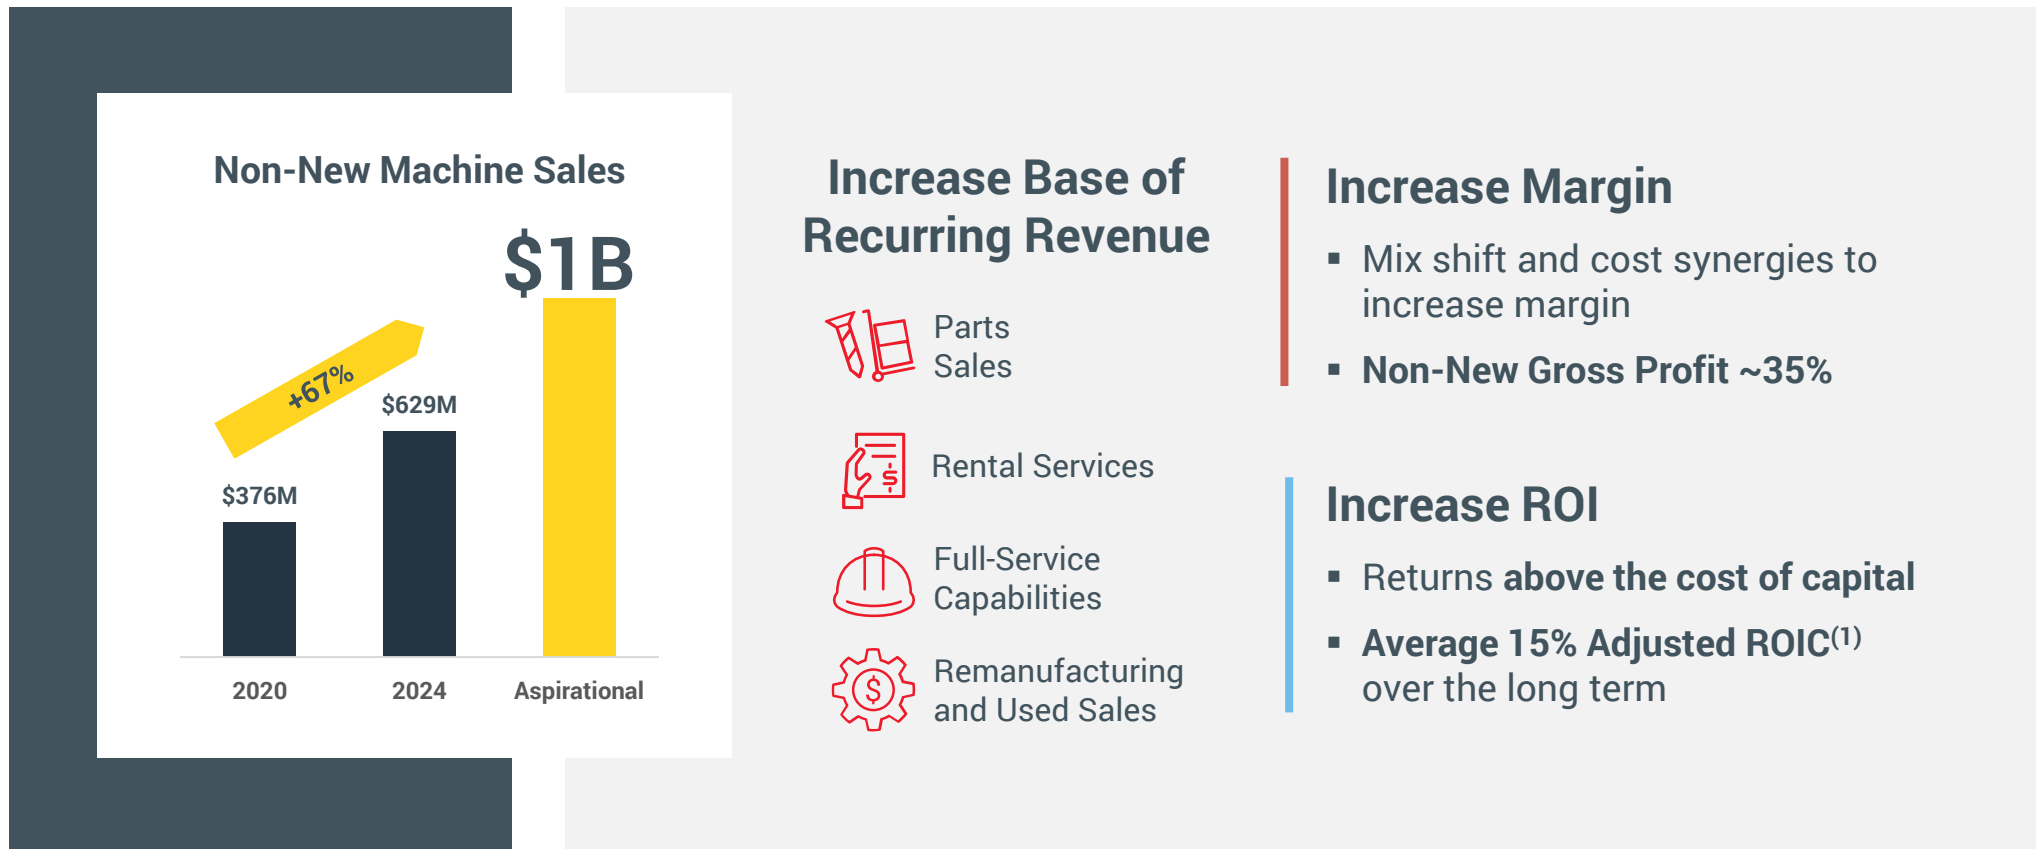 Non-New Machine Sales
$1B
+67%
$629M
$376M
2020
2024
Aspirational
Increase Base of
Recurring Revenue
Parts
Sales
$
Rental Services
Full-Service
Capabilities
$
Remanufacturing
and Used Sales
Increase Margin
▪ Mix shift and cost synergies to
increase margin
▪ Non-New Gross Profit ~35%
Increase ROI
▪ Returns above the cost of capital
▪ Average 15% Adjusted ROIC(1)
over the long term